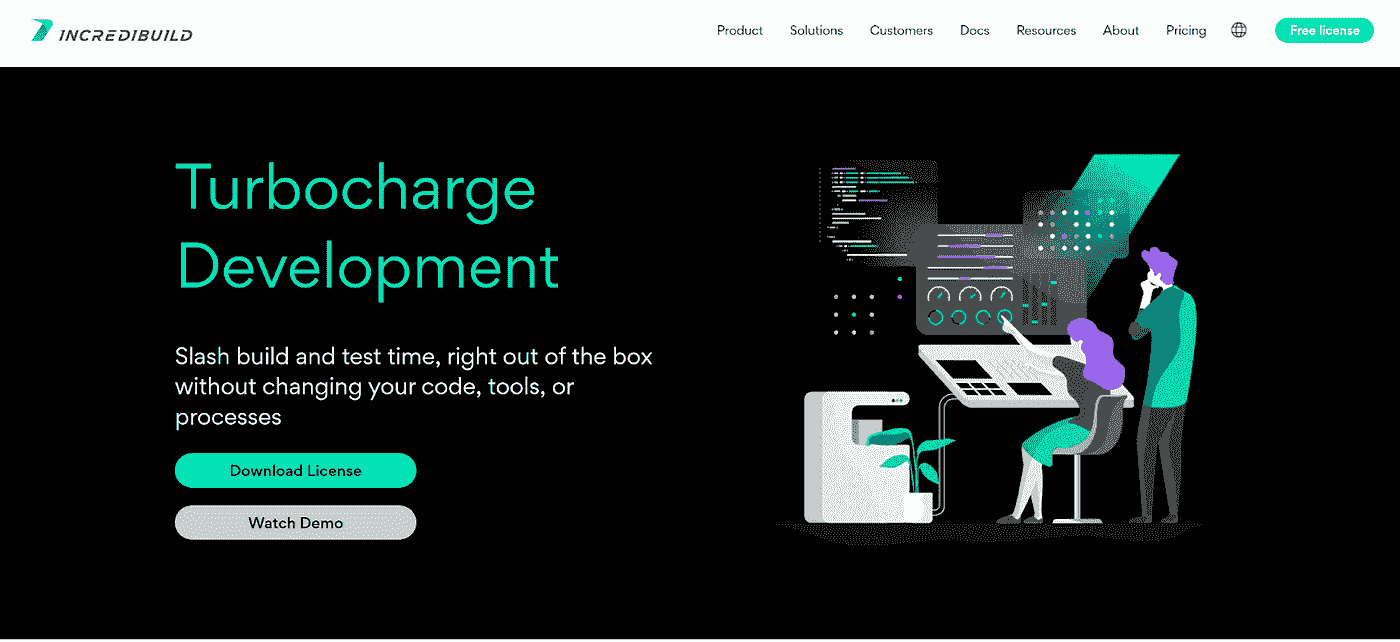 INCREDIBUILD
Product Solutions Customers Docs Resources About Pricing Free license
Turbocharge
Development
Slash build and test time, right out of the box
without changing your code, tools, or
processes
Download License
Watch Demo